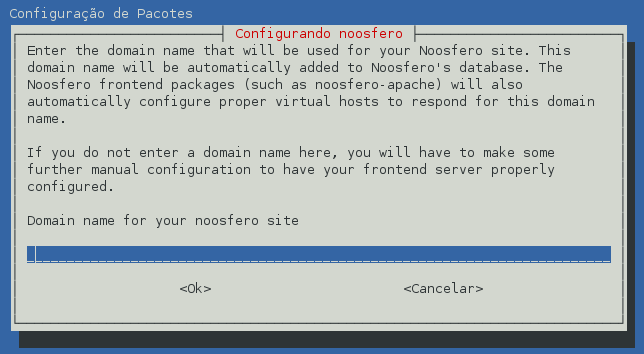 Configuração de Pacotes
Configurando noosfero
Enter the domain name that will be used for your Noosfero site. This
domain name will be automatically added to Noosfero's database. The
Noosfero frontend packages (such as noosfero-apache) will also
automatically configure proper virtual hosts to respond for this domain
name.
If you do not enter a domain name here, you will have to make some
further manual configuration to have your frontend server properly
configured.
Domain name for your noosfero site
<Ok> <Cancelar>